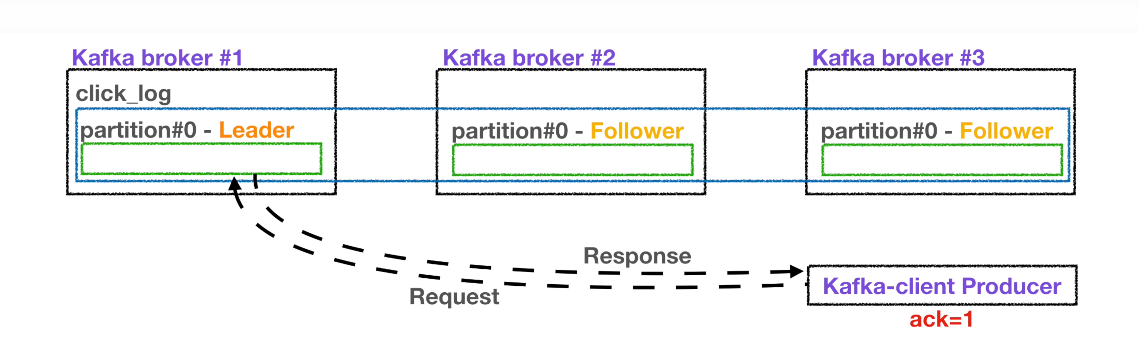 Kafka broker #1
Kafka broker #2
Kafka broker #3
click_log
partition#0 - Leader
partition#0 - Follower
partition#0 - Follower
Response
Request
Kafka-client Producer
ack=1